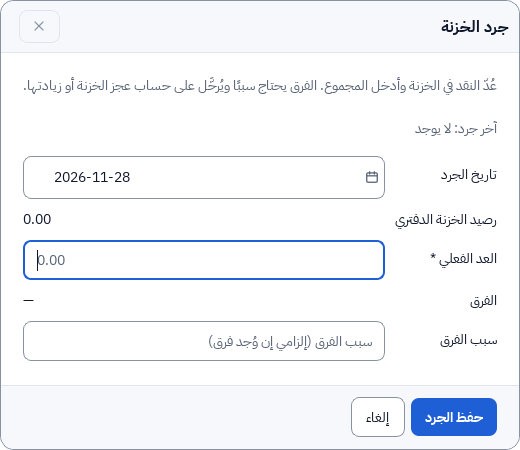 جرد الخزنة
عُدّ النقد في الخزنة وأدخل المجموع. الفرق يحتاج سببًا ويُرحَّل على حساب عجز الخزنة أو زيادتها.
آخر جرد: لا يوجد
تاريخ الجرد
2026-11-28
رصيد الخزنة الدفتري
0.00
العد الفعلي *
0.00
الفرق
—
سبب الفرق
سبب الفرق (إلزامي إن وُجد فرق)
حفظ الجرد
إلغاء